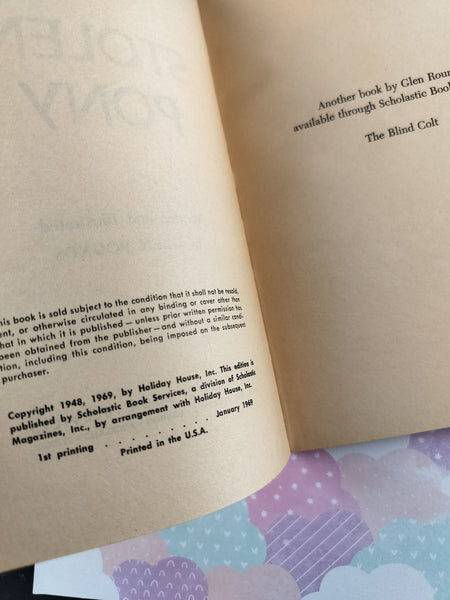 STOLEN
PONY
his book is sold subject to the condition that it shall not be resold,
ent, or otherwise circulated in any binding or cover other than
hat in which it is published—unless prior written permission has
been obtained from the publisher—and without a similar condi-
tion, including this condition, being imposed on the subsequent
purchaser.
Copyright 1948, 1969, by Holiday House, Inc. This edition is
published by Scholastic Book Services, a division of Scholastic
Magazines, Inc., by arrangement with Holiday House, Inc.
1st printing . . . . . . . . . . January 1969
Printed in the U.S.A.
Another book by Glen Roun
available through Scholastic Book
The Blind Colt